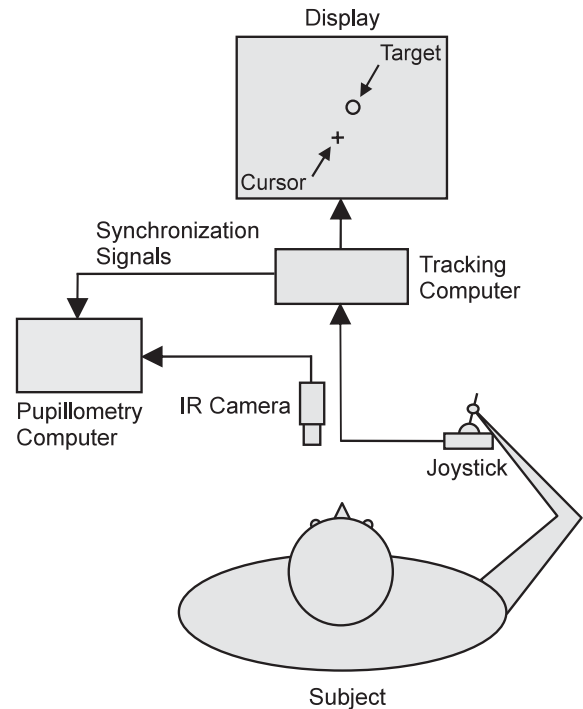 Display
Target
Cursor
Synchronization
Signals
Tracking
Computer
IR Camera
Pupillometry
Computer
Joystick
Subject